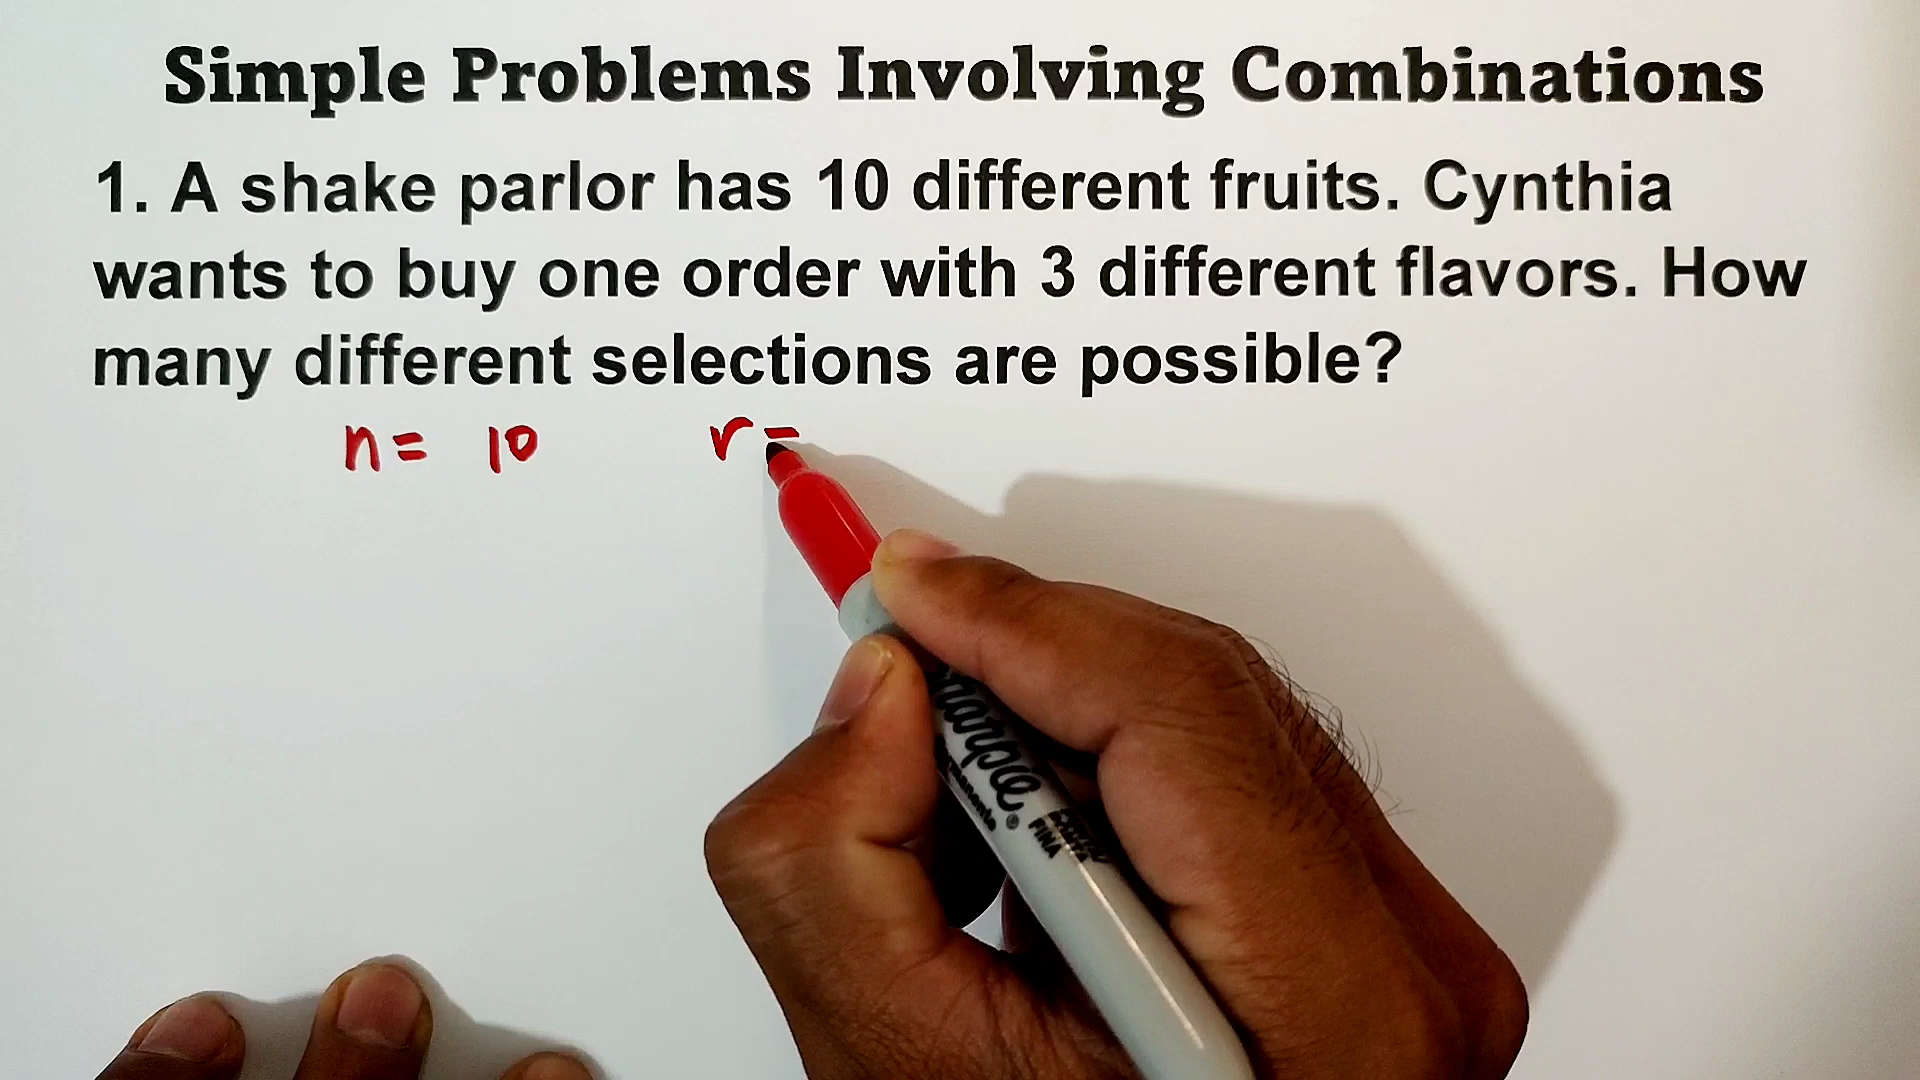 Simple Problems Involving Combinations
1. A shake parlor has 10 different fruits. Cynthia
wants to buy one order with 3 different flavors. How
many different selections are possible?
n = 10 r =
FINA